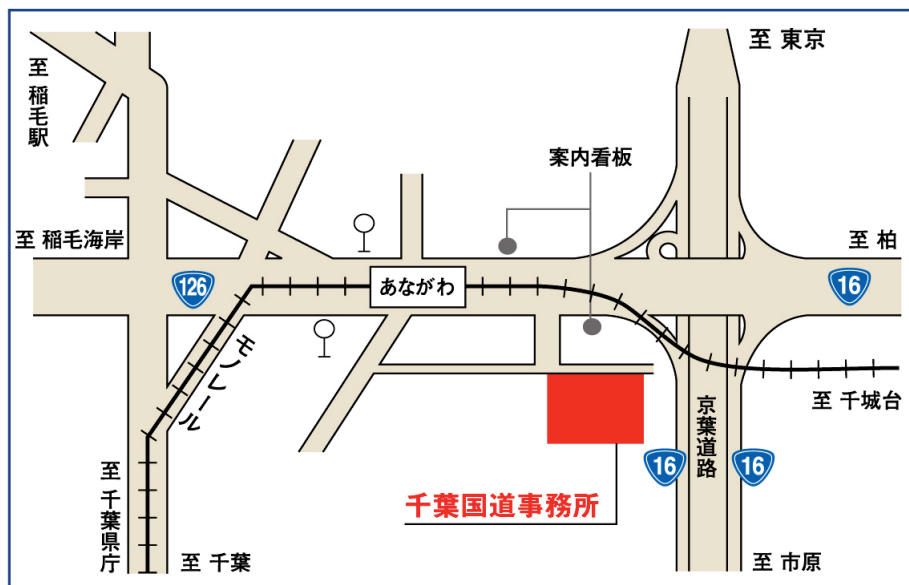 至 東京
至 稲毛駅
案内看板
至 稲毛海岸
至 柏
126
あながわ
16
モノレール
至 千城台
京葉道路
16
16
至 千葉県庁
千葉国道事務所
至 千葉
至 市原